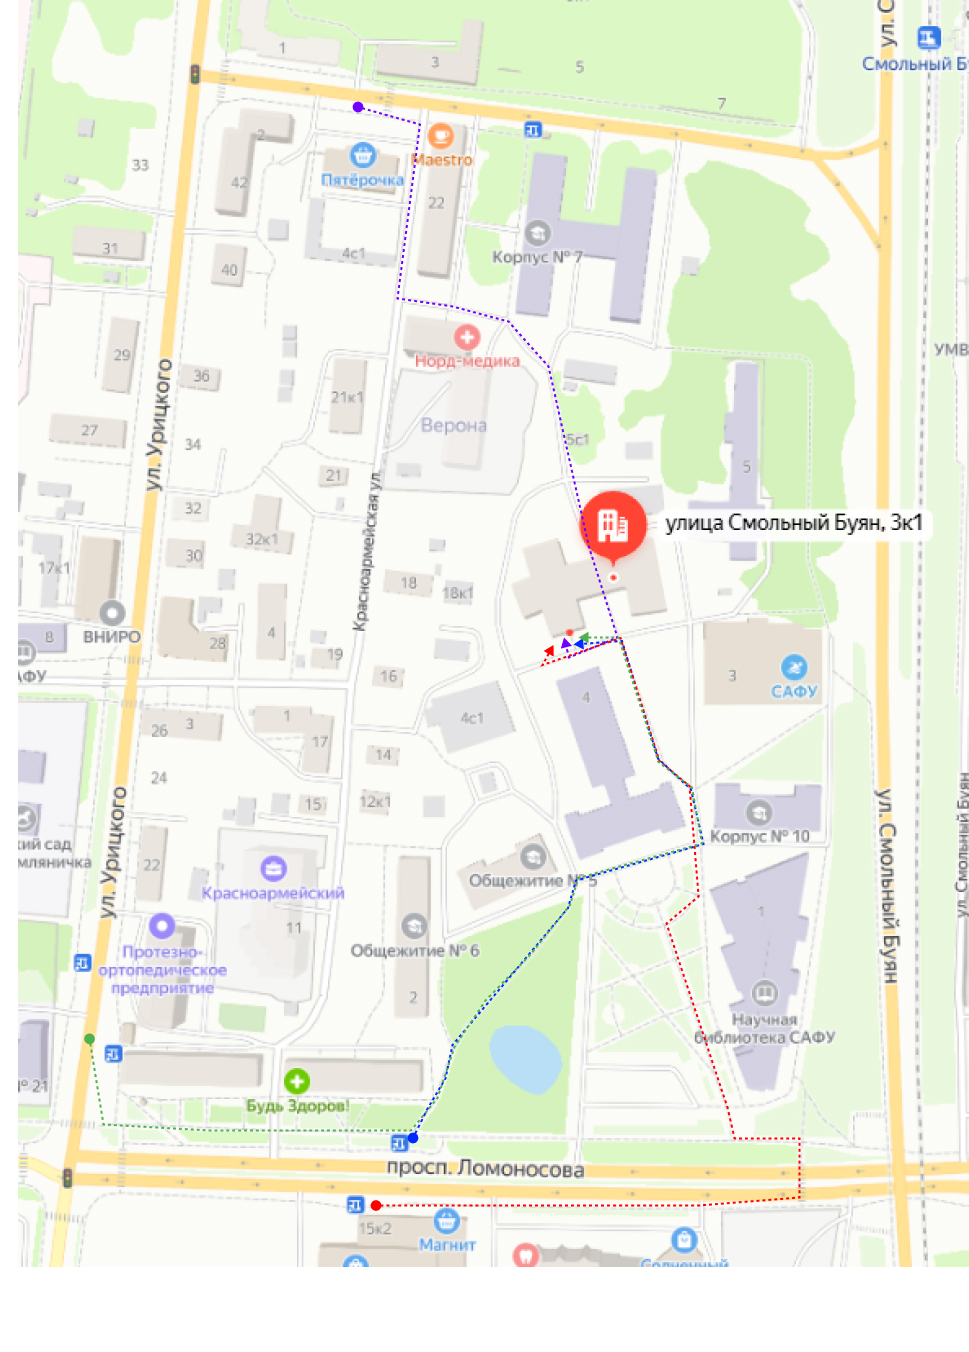 1
3
5
7
ул. С
Смольный Бу
2
Maestro
33
Пятёрочка
42
22
31
4с1
Корпус № 7
40
29
Норд-медика
УМВ
36
21к1
ул. Урицкого
27
Верона
34
5с1
5
21
32
улица Смольный Буян, 3к1
32к1
Красноармейская ул.
17к1
30
18
18к1
8
ВНИРО
28
4
19
САФУ
АФУ
16
3
4
26
3
1
17
4с1
14
24
15
12к1
ул. Урицкого
Корпус № 10
кий сад
мляничка
22
Красноармейский
Общежитие № 5
ул. Смольный Буян
ул. Смольный Буян
11
1
Протезно-
ортопедическое
предприятие
Общежитие № 6
2
Научная
библиотека САФУ
№ 21
Будь Здоров!
просп. Ломоносова
15к2
Магнит
Солнечный